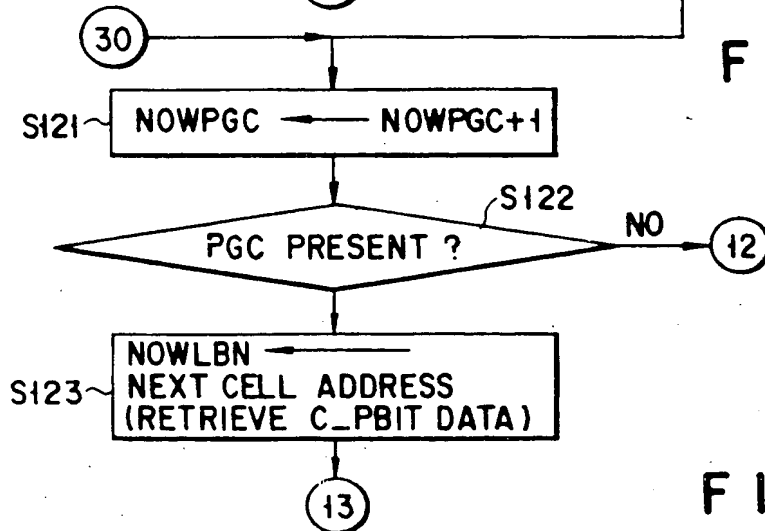 30
F
S121 NOWPGC ← NOWPGC+1
S122
PGC PRESENT ?
NO
12
NOWLBN ←
S123 NEXT CELL ADDRESS
(RETRIEVE C_PBIT DATA)
13
F I